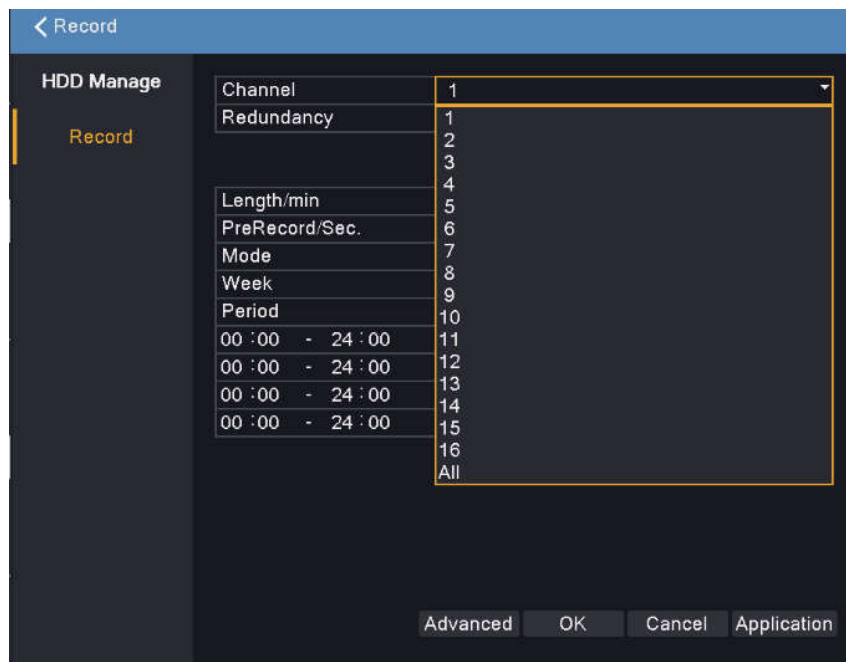 Record
HDD Manage
Record
Channel 1
Redundancy
1
2
3
4
5
6
7
8
9
10
11
12
13
14
15
16
All
Length/min
PreRecord/Sec.
Mode
Week
Period
00:00 - 24:00
00:00 - 24:00
00:00 - 24:00
00:00 - 24:00
Advanced OK Cancel Application